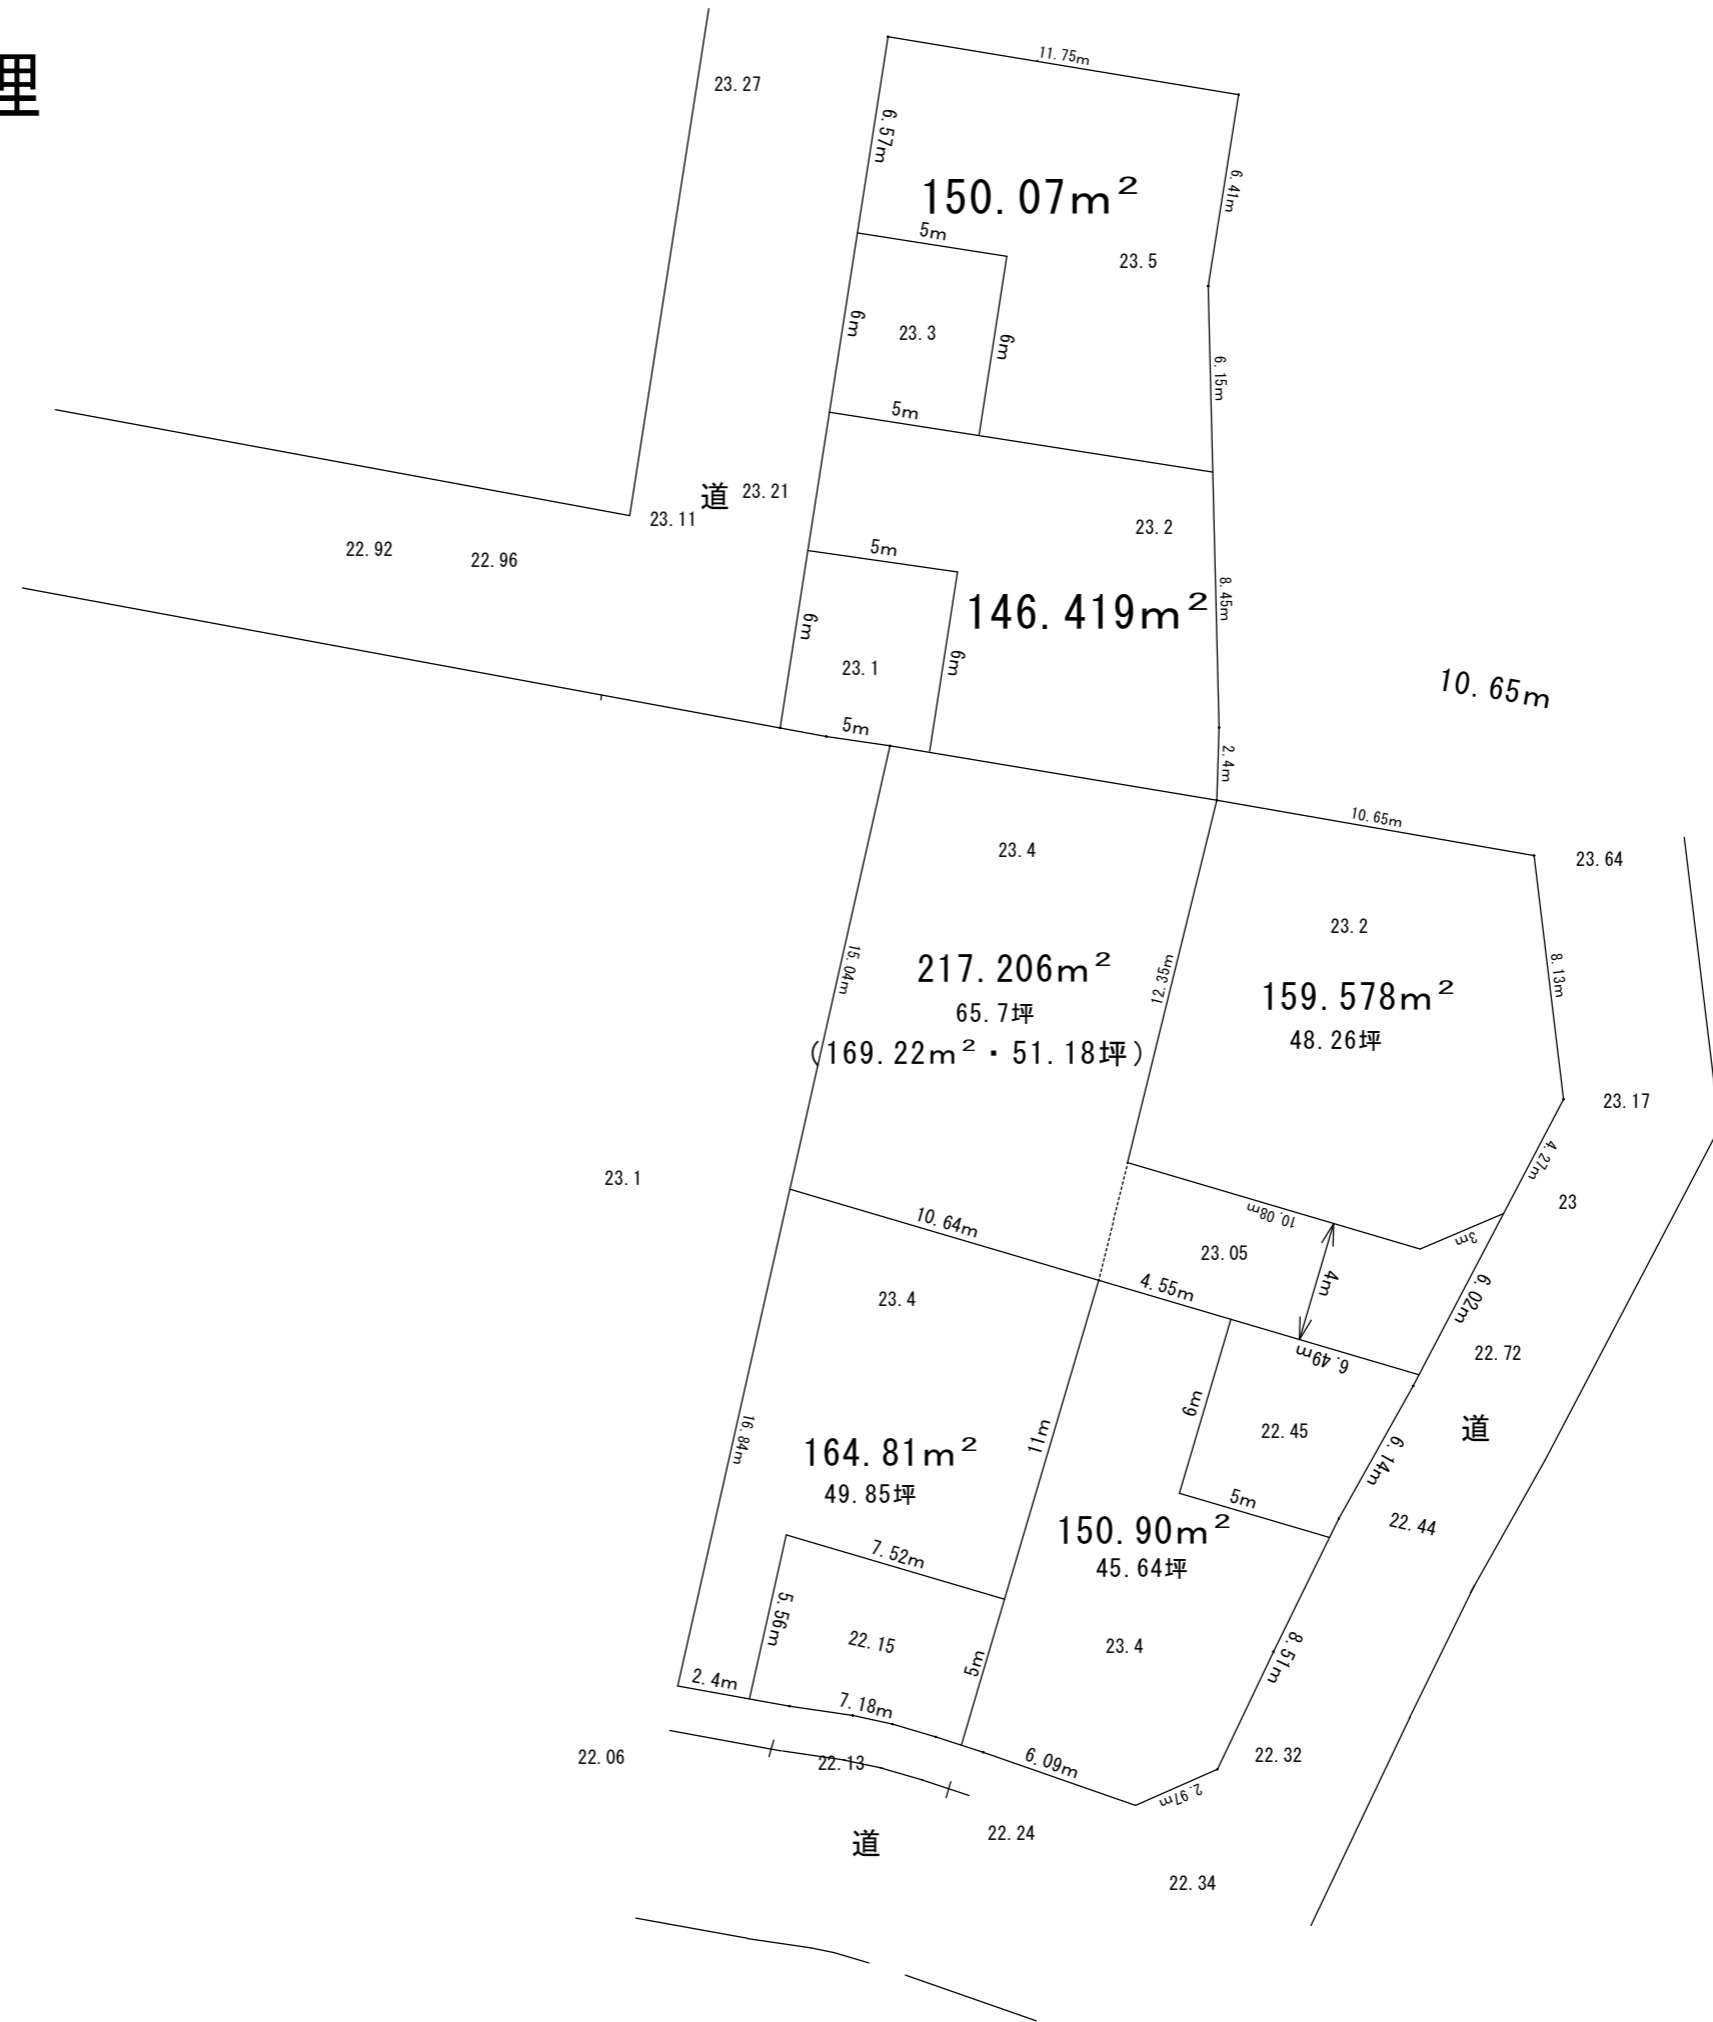 理
23.27
11.75m
6.57m
150.07m²
6.41m
5m
23.5
6m
23.3
6m
6.15m
5m
道
23.21
23.11
23.2
22.92
22.96
5m
8.45m
146.419m²
6m
6m
23.1
10.65m
5m
2.4m
10.65m
23.4
23.64
23.2
15.04m
217.206m²
12.35m
8.13m
65.7坪
159.578m²
(169.22m²・51.18坪)
48.26坪
23.17
4.27m
23.1
23
10.64m
10.08m
3m
23.05
4m
4.55m
6.02m
23.4
6.49m
22.72
6m
道
16.84m
11m
22.45
6.14m
164.81m²
49.85坪
5m
22.44
150.90m²
45.64坪
7.52m
5.56m
22.15
23.4
8.51m
5m
2.4m
7.18m
22.06
22.13
6.09m
22.32
2.97m
道
22.24
22.34